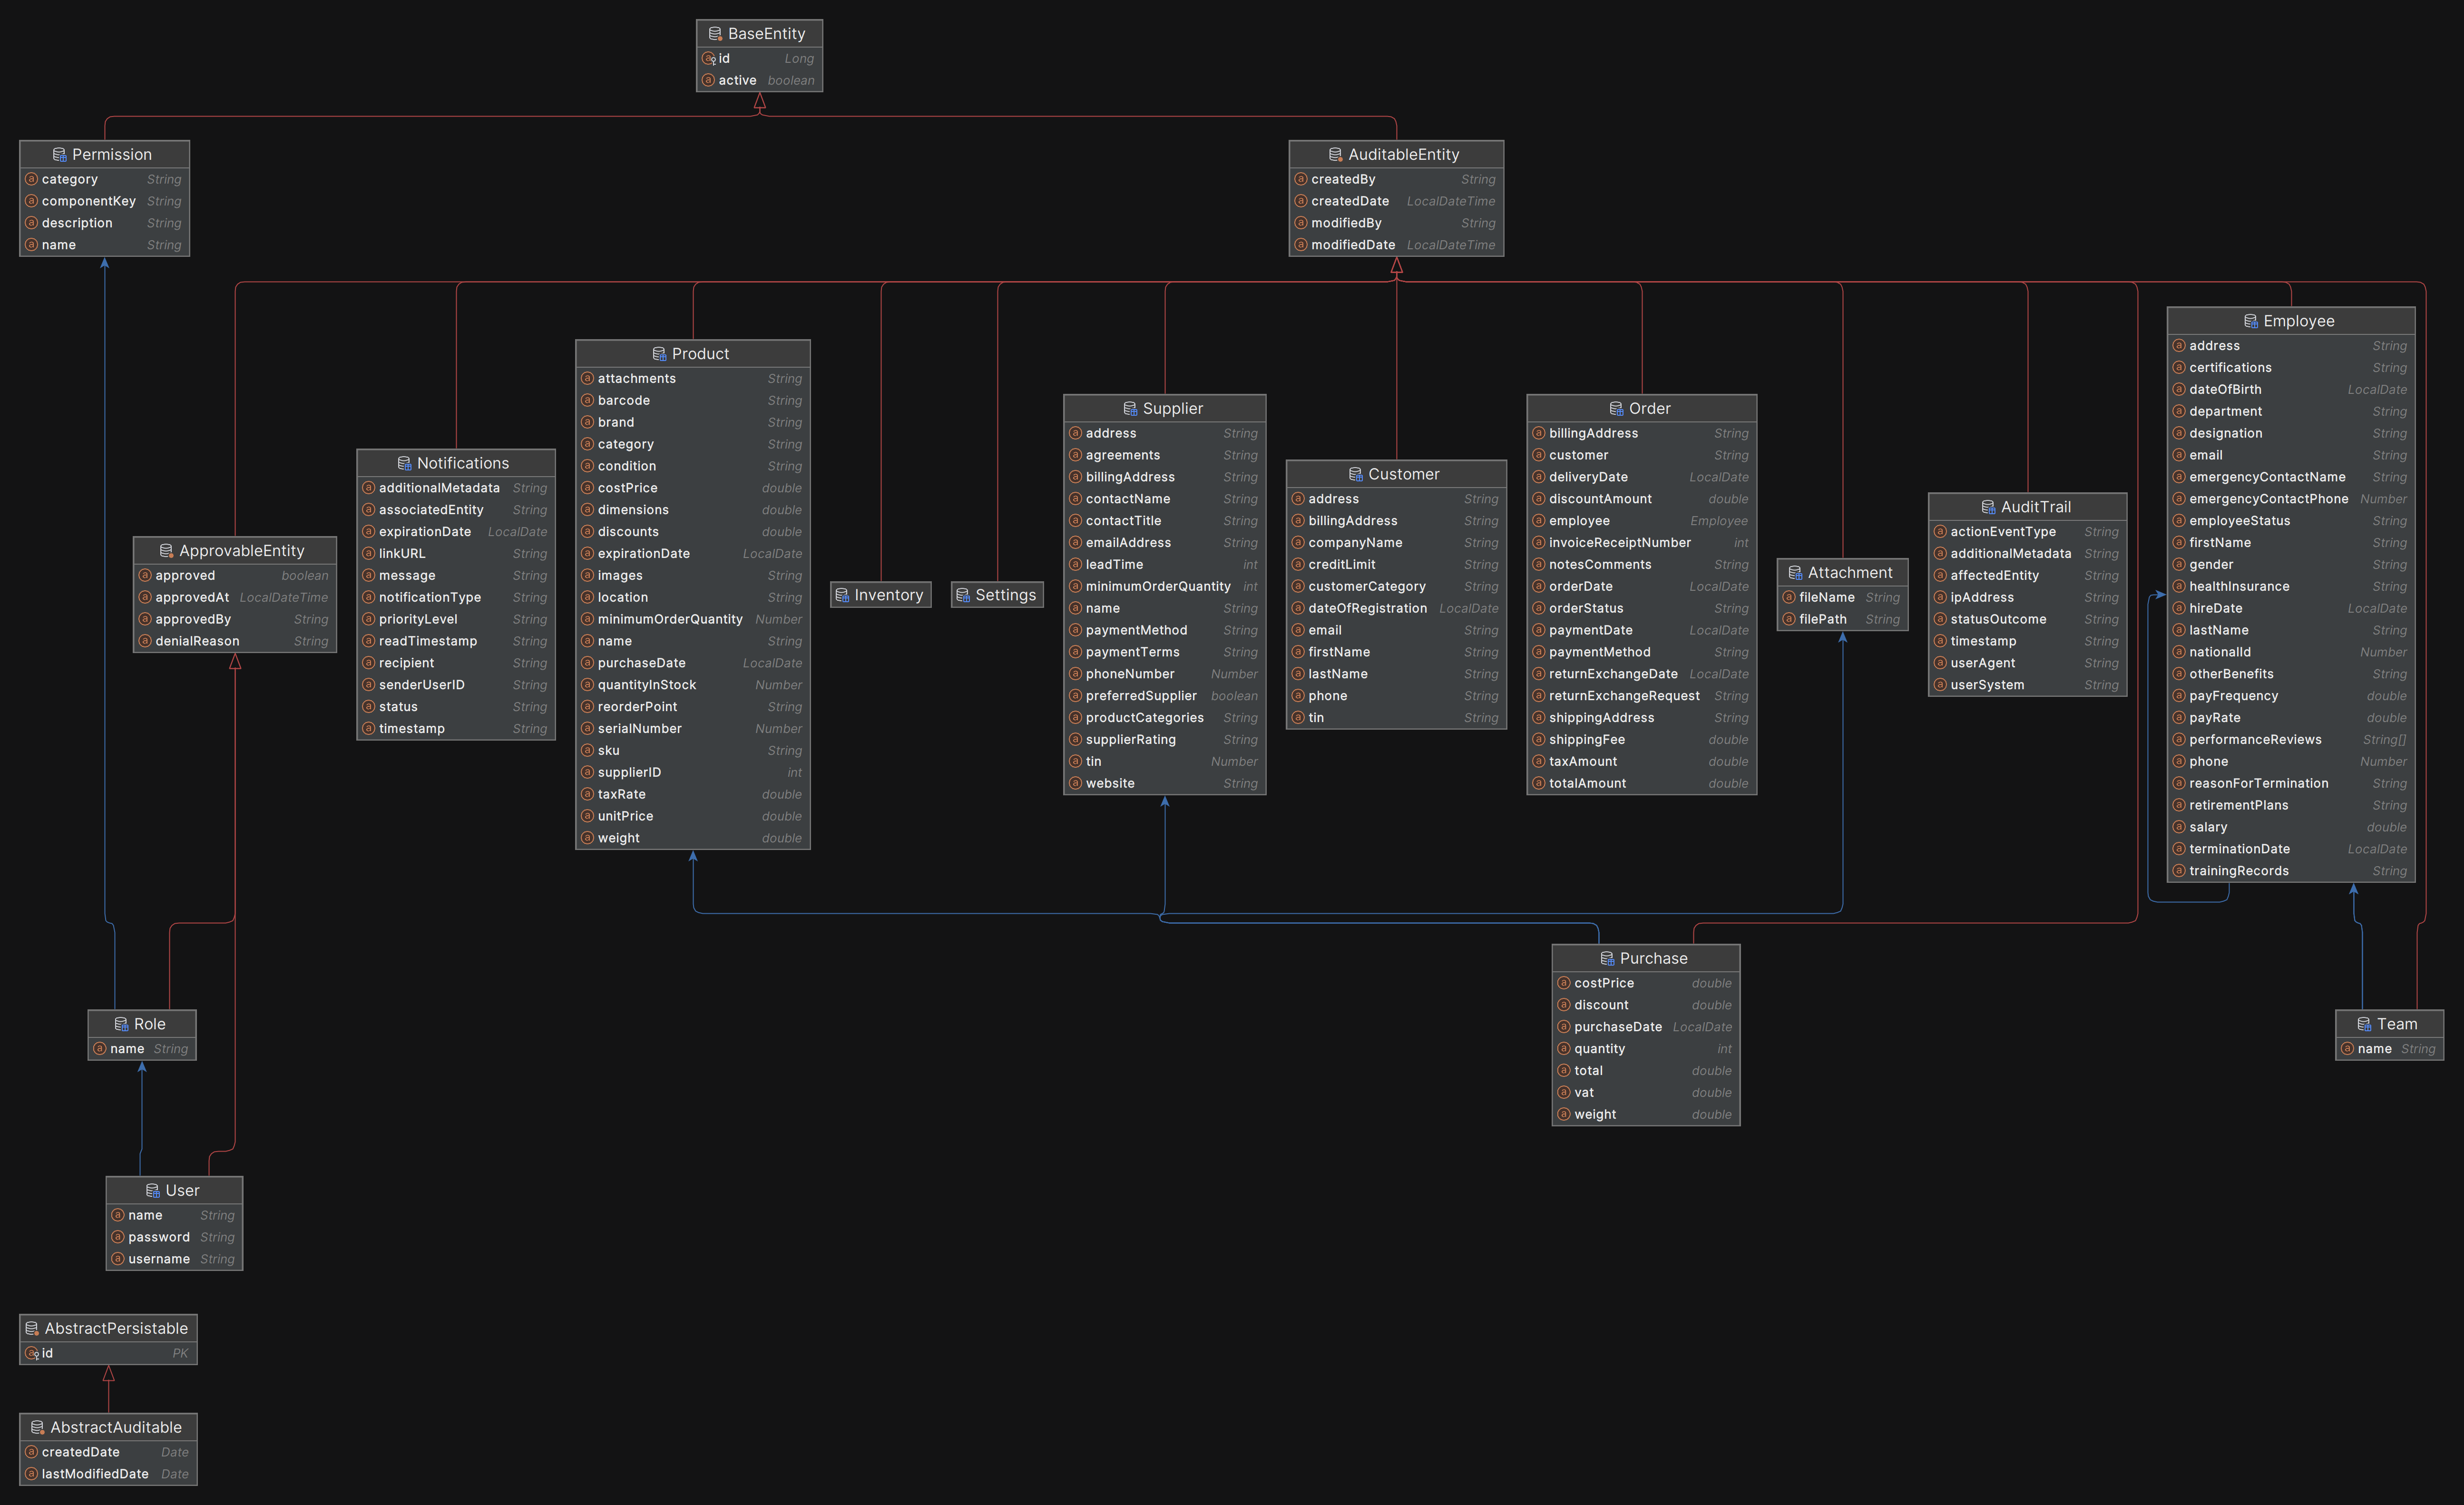 BaseEntity
id Long
active boolean
Permission
category String
componentKey String
description String
name String
AuditableEntity
createdBy String
createdDate LocalDateTime
modifiedBy String
modifiedDate LocalDateTime
ApprovableEntity
approved boolean
approvedAt LocalDateTime
approvedBy String
denialReason String
Notifications
additionalMetadata String
associatedEntity String
expirationDate LocalDate
linkURL String
message String
notificationType String
priorityLevel String
readTimestamp String
recipient String
senderUserID String
status String
timestamp String
Product
attachments String
barcode String
brand String
category String
condition String
costPrice double
dimensions double
discounts double
expirationDate LocalDate
images String
location String
minimumOrderQuantity Number
name String
purchaseDate LocalDate
quantityInStock Number
reorderPoint String
serialNumber Number
sku String
supplierID int
taxRate double
unitPrice double
weight double
Inventory
Settings
Supplier
address String
agreements String
billingAddress String
contactName String
contactTitle String
emailAddress String
leadTime int
minimumOrderQuantity int
name String
paymentMethod String
paymentTerms String
phoneNumber Number
preferredSupplier boolean
productCategories String
supplierRating String
tin Number
website String
Customer
address String
billingAddress String
companyName String
creditLimit String
customerCategory String
dateOfRegistration LocalDate
email String
firstName String
lastName String
phone String
tin String
Order
billingAddress String
customer String
deliveryDate LocalDate
discountAmount double
employee Employee
invoiceReceiptNumber int
notesComments String
orderDate LocalDate
orderStatus String
paymentDate LocalDate
paymentMethod String
returnExchangeDate LocalDate
returnExchangeRequest String
shippingAddress String
shippingFee double
taxAmount double
totalAmount double
Attachment
fileName String
filePath String
AuditTrail
actionEventType String
additionalMetadata String
affectedEntity String
ipAddress String
statusOutcome String
timestamp String
userAgent String
userSystem String
Employee
address String
certifications String
dateOfBirth LocalDate
department String
designation String
email String
emergencyContactName String
emergencyContactPhone Number
employeeStatus String
firstName String
gender String
healthInsurance String
hireDate LocalDate
lastName String
nationalId Number
otherBenefits String
payFrequency double
payRate double
performanceReviews String[]
phone Number
reasonForTermination String
retirementPlans String
salary double
terminationDate LocalDate
trainingRecords String
Purchase
costPrice double
discount double
purchaseDate LocalDate
quantity int
total double
vat double
weight double
Role
name String
Team
name String
User
name String
password String
username String
AbstractPersistable
id PK
AbstractAuditable
createdDate Date
lastModifiedDate Date